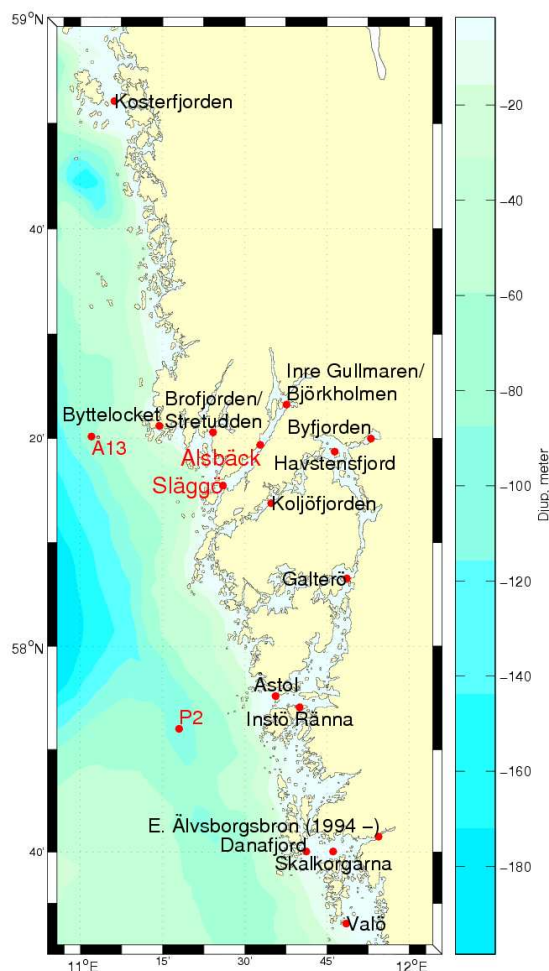 59°N
Kosterfjorden
-20
40'
-40
-60
Inre Gullmaren/
Björkholmen
Brofjorden/
Stretudden
-80
Byttelocket
Byfjorden
20'
A13
Alsbäck
Havstensfjord
Släggö
-100
Djup, meter
Koljöfjorden
Galterö
-120
58°N
-140
Åstol
P2
Instö Ränna
-160
E. Älvsborgsbron (1994 –)
40'
Danafjord
Skalkorgarna
-180
Valö
11°E
15'
30'
45'
12°E